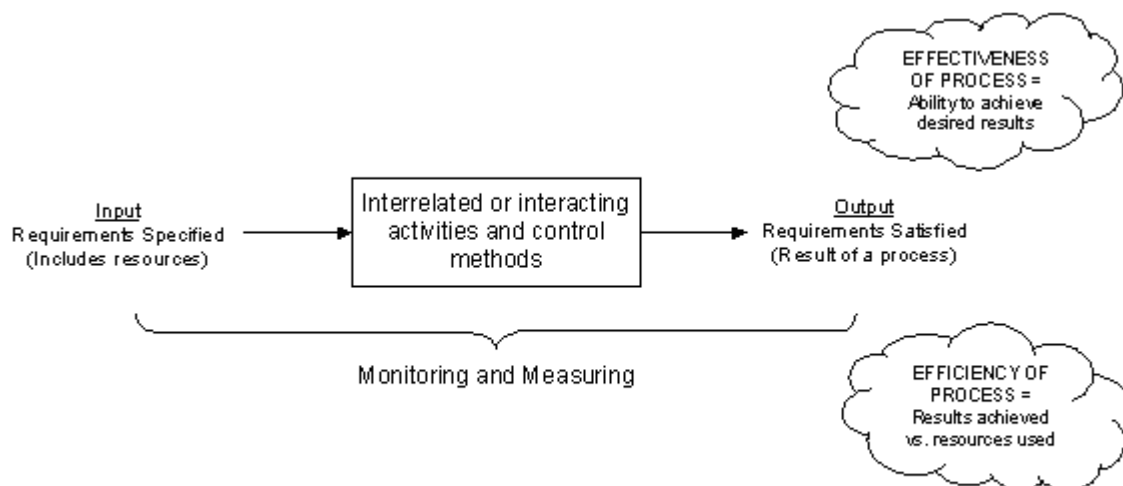 EFFECTIVENESS
OF PROCESS =
Ability to achieve
desired results
Input
Requirements Specified
(Includes resources)
Interrelated or interacting
activities and control
methods
Output
Requirements Satisfied
(Result of a process)
Monitoring and Measuring
EFFICIENCY OF
PROCESS =
Results achieved
vs. resources used